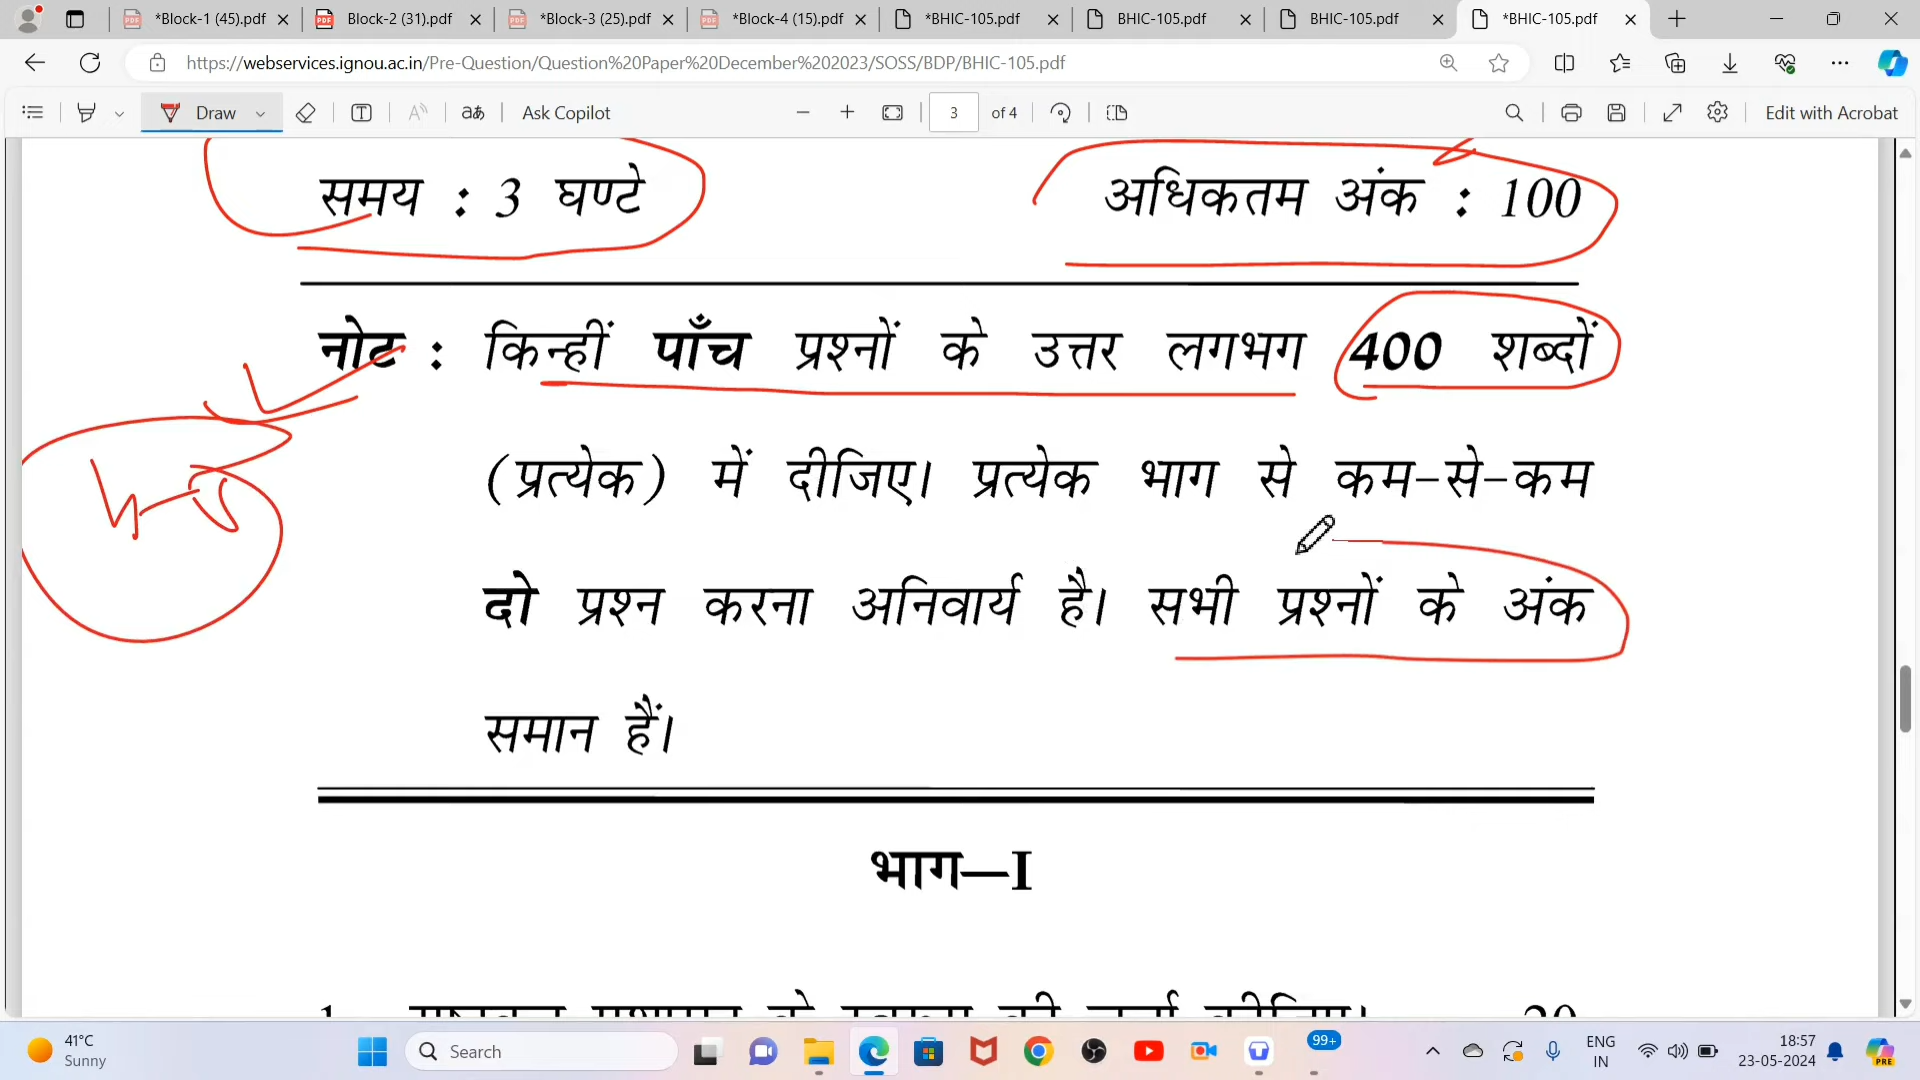 *Block-1 (45).pdf
Block-2 (31).pdf
*Block-3 (25).pdf
*Block-4 (15).pdf
*BHIC-105.pdf
BHIC-105.pdf
BHIC-105.pdf
*BHIC-105.pdf
https://webservices.ignou.ac.in/Pre-Question/Question%20Paper%20December%202023/SOSS/BDP/BHIC-105.pdf
Draw
aあ
Ask Copilot
3 of 4
Edit with Acrobat
समय : 3 घण्टे
अधिकतम अंक : 100
नोट : किन्हीं पाँच प्रश्नों के उत्तर लगभग 400 शब्दों
(प्रत्येक) में दीजिए। प्रत्येक भाग से कम-से-कम
दो प्रश्न करना अनिवार्य है। सभी प्रश्नों के अंक
समान हैं।
भाग—I
41°C
Sunny
Search
99+
ENG
IN
18:57
23-05-2024